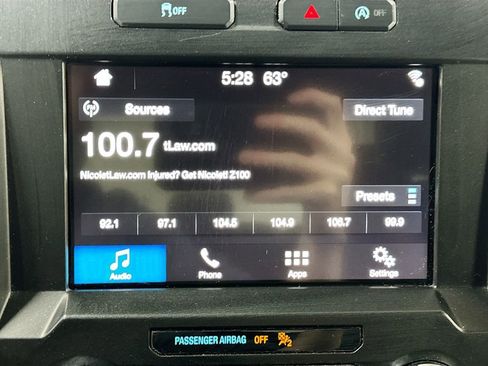 OFF
A OFF
5:28 63°
FM Sources
Direct Tune
100.7 tLaw.com
NicoletLaw.com Injured? Get Nicolet! Z100
Presets
92.1 97.1 104.5 104.9 106.7 99.9
Audio Phone Apps Settings
PASSENGER AIRBAG OFF 2